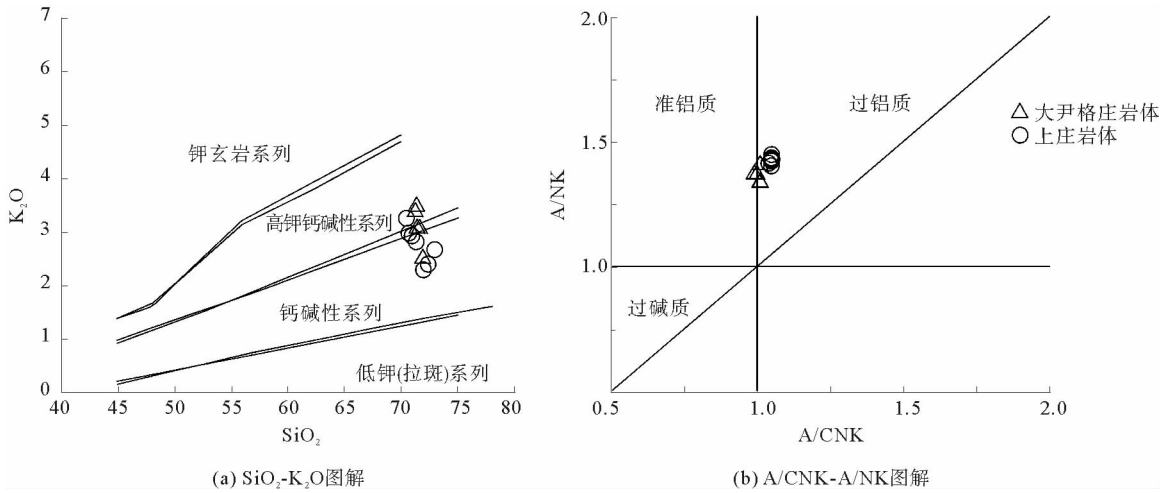 7
6
5
4
3
2
1
0
K₂O
钾玄岩系列
高钾钙碱性系列
钙碱性系列
低钾(拉斑)系列
40 45 50 55 60 65 70 75 80
SiO₂
(a) SiO₂-K₂O图解
2.0
1.5
1.0
A/NK
准铝质
过铝质
过碱质
0.5 1.0 1.5 2.0
A/CNK
(b) A/CNK-A/NK图解
大尹格庄岩体
上庄岩体